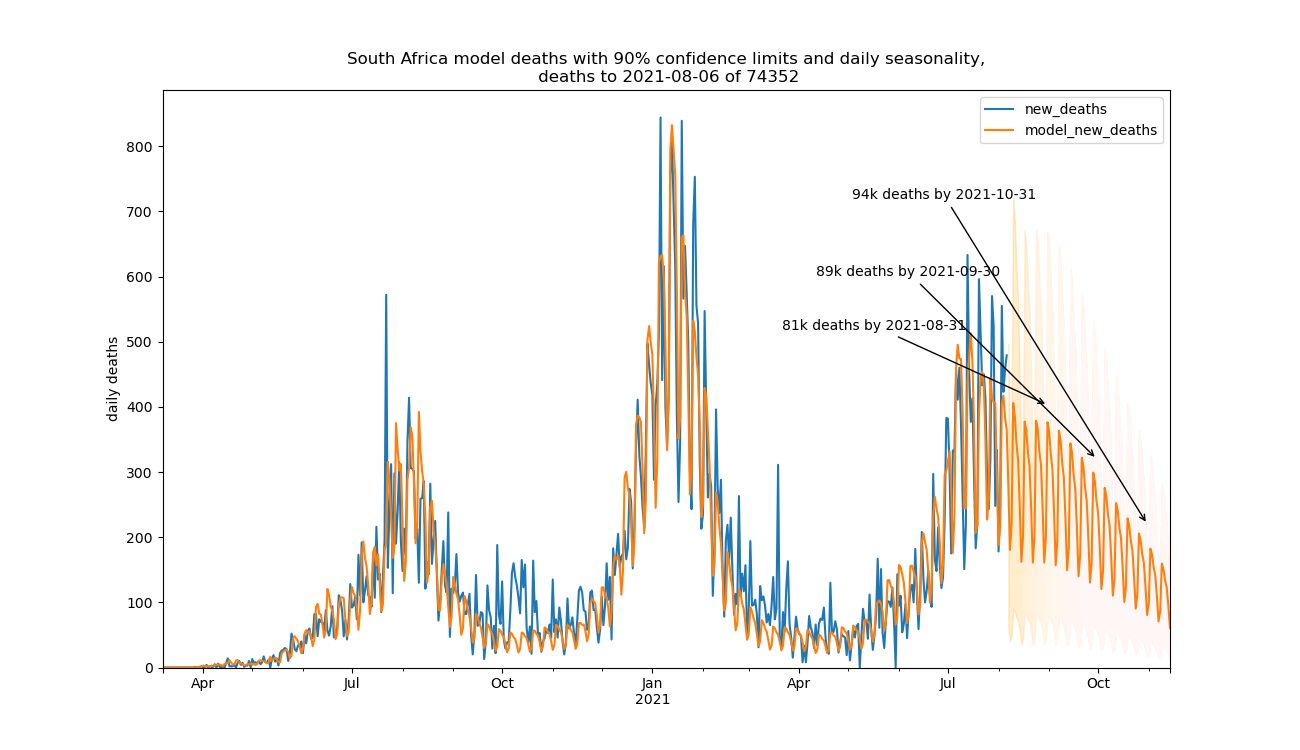 South Africa model deaths with 90% confidence limits and daily seasonality,
deaths to 2021-08-06 of 74352
new_deaths
model_new_deaths
94k deaths by 2021-10-31
89k deaths by 2021-09-30
81k deaths by 2021-08-31
daily deaths
800
700
600
500
400
300
200
100
0
Apr
Jul
Oct
Jan
2021
Apr
Jul
Oct